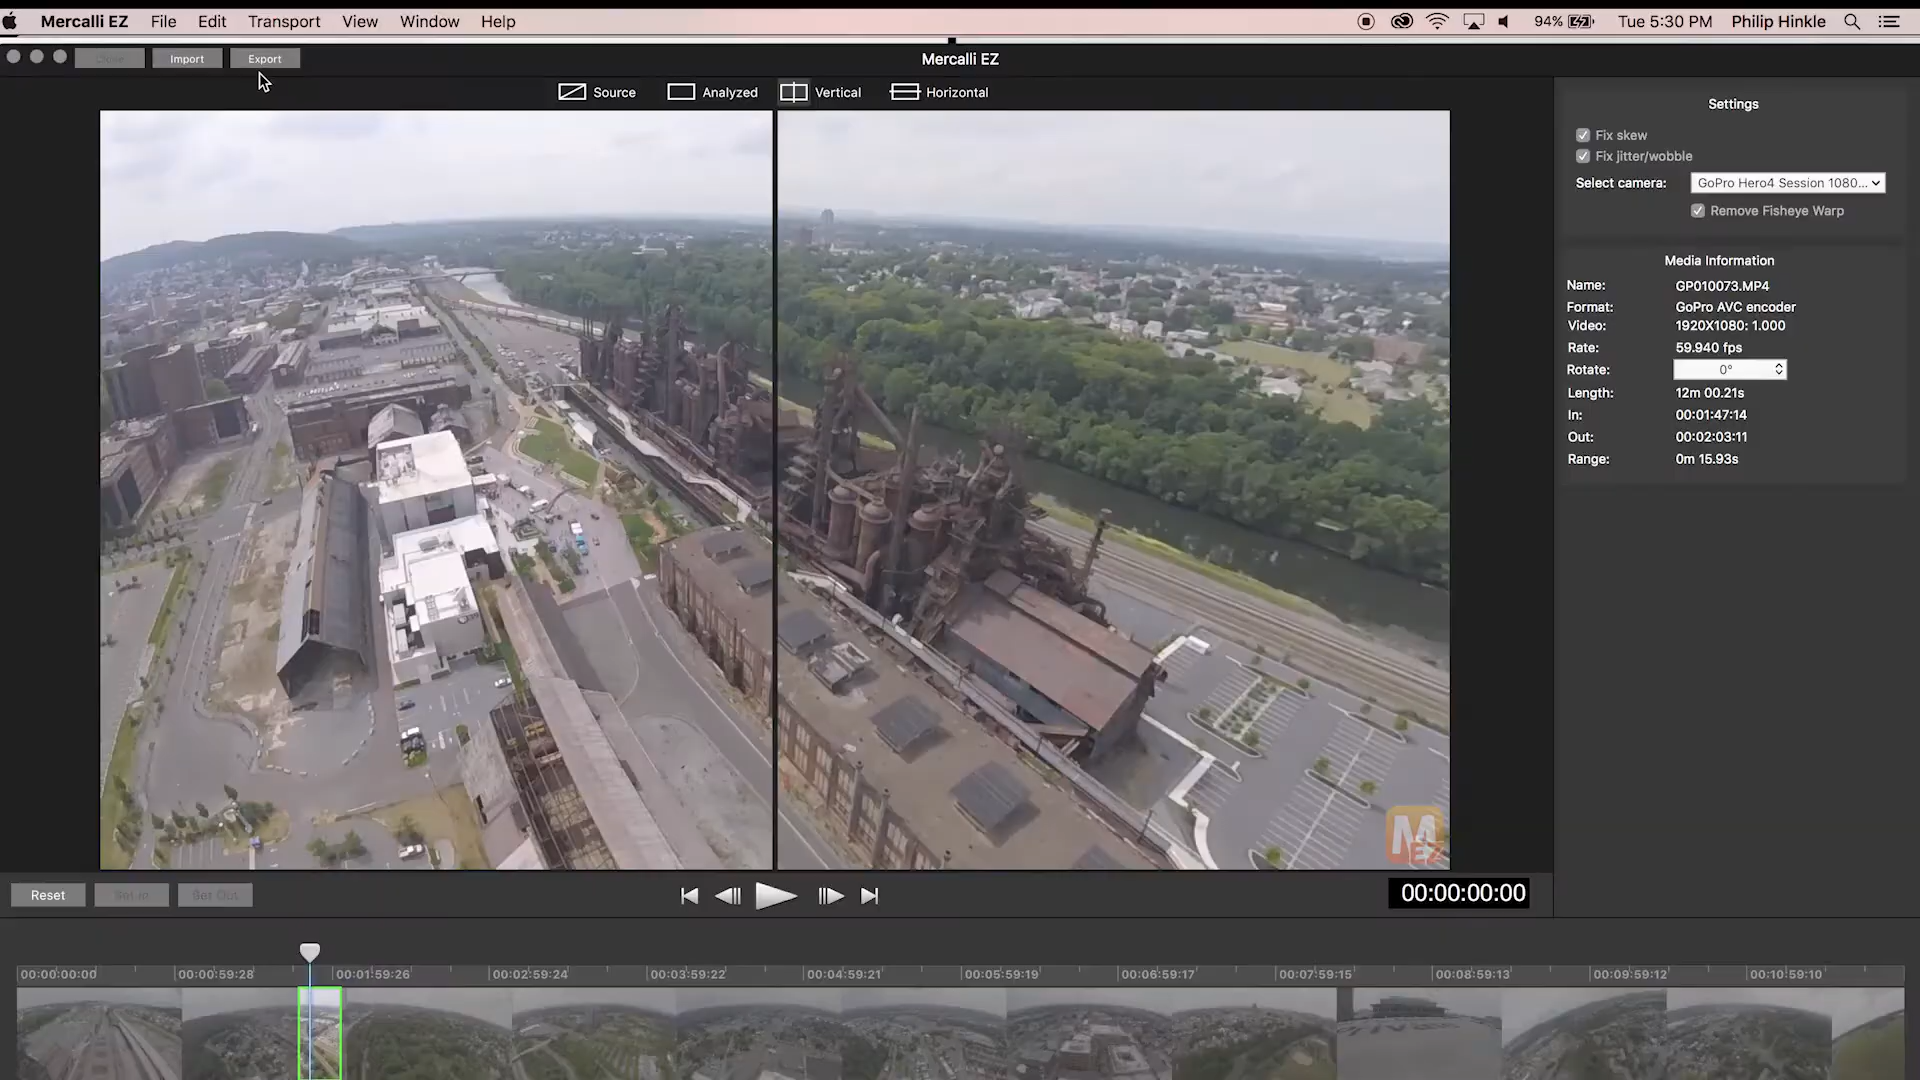 Mercalli EZ File Edit Transport View Window Help 94% Tue 5:30 PM Philip Hinkle
Import Export Mercalli EZ
Source Analyzed Vertical Horizontal
Settings
Fix skew
Fix jitter/wobble
Select camera: GoPro Hero4 Session 1080...
Remove Fisheye Warp
Media Information
Name: GP010073.MP4
Format: GoPro AVC encoder
Video: 1920X1080: 1.000
Rate: 59.940 fps
Rotate: 0°
Length: 12m 00.21s
In: 00:01:47:14
Out: 00:02:03:11
Range: 0m 15.93s
M
EZ
Reset Set In Set Out 00:00:00:00
00:00:00:00 00:00:59:28 00:01:59:26 00:02:59:24 00:03:59:22 00:04:59:21 00:05:59:19 00:06:59:17 00:07:59:15 00:08:59:13 00:09:59:12 00:10:59:10